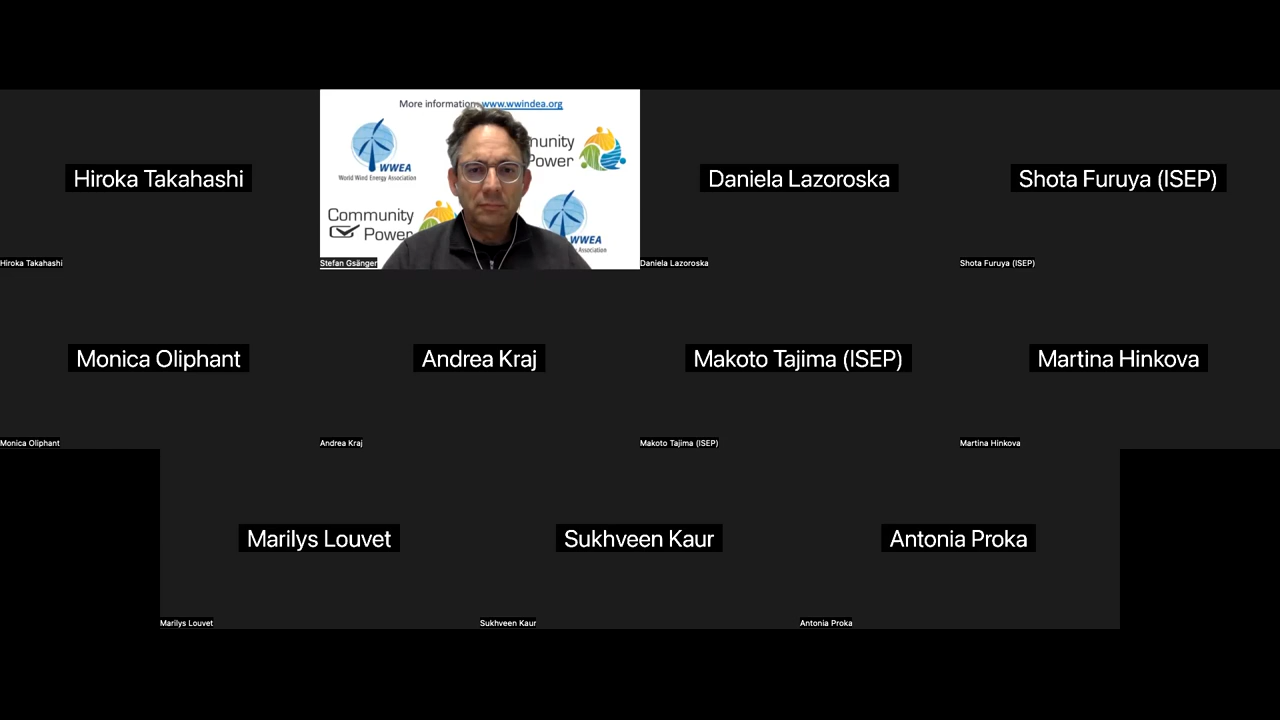 Hiroka Takahashi
Hiroka Takahashi
More information: www.wwindea.org
WWEA
World Wind Energy Association
munity
Power
Community
Power
WWEA
Association
Stefan Gsänger
Daniela Lazoroska
Daniela Lazoroska
Shota Furuya (ISEP)
Shota Furuya (ISEP)
Monica Oliphant
Monica Oliphant
Andrea Kraj
Andrea Kraj
Makoto Tajima (ISEP)
Makoto Tajima (ISEP)
Martina Hinkova
Martina Hinkova
Marilys Louvet
Marilys Louvet
Sukhveen Kaur
Sukhveen Kaur
Antonia Proka
Antonia Proka